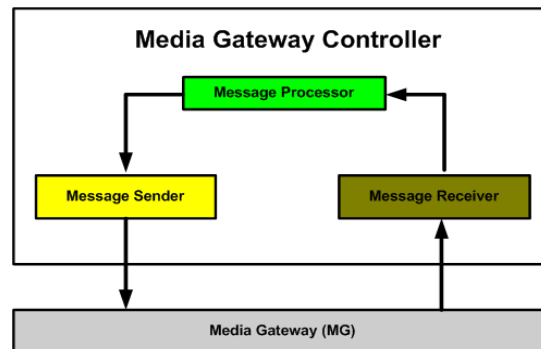 Media Gateway Controller
Message Processor
Message Sender
Message Receiver
Media Gateway (MG)